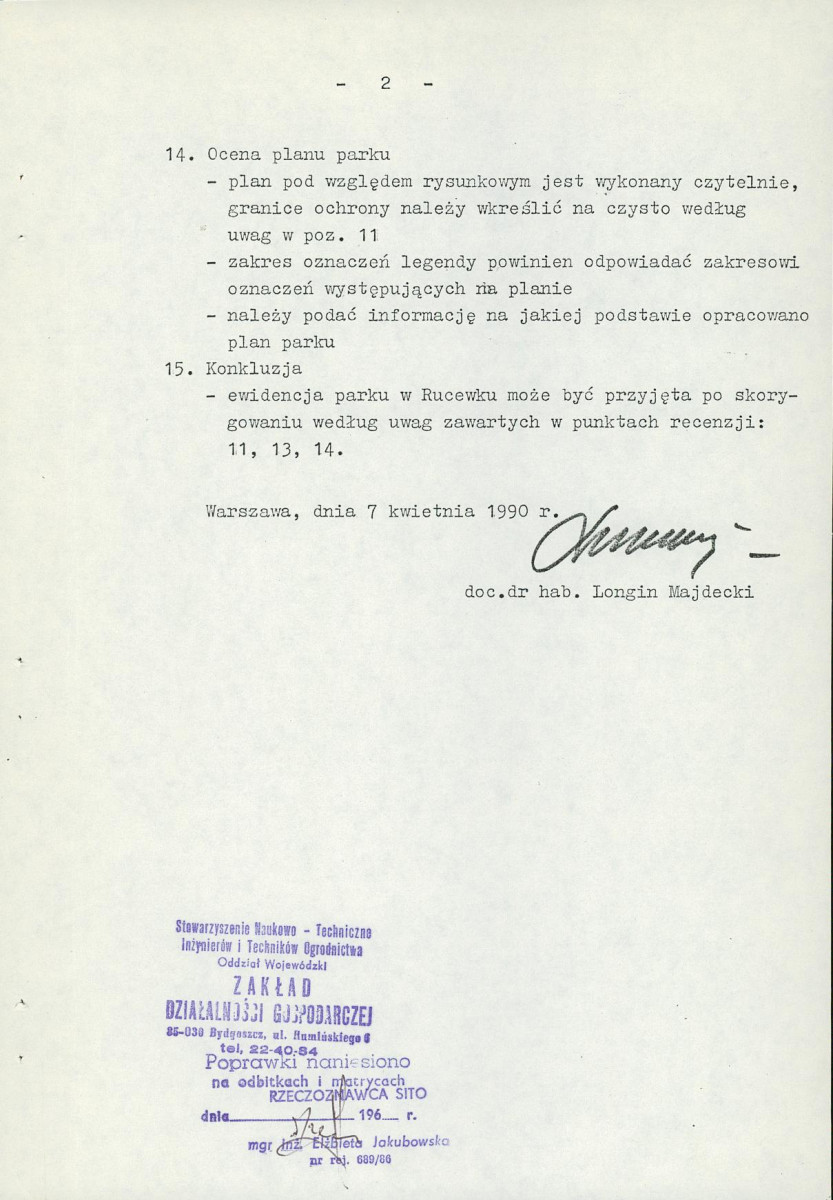 - 2 -
14. Ocena planu parku
- plan pod względem rysunkowym jest wykonany czytelnie,
granice ochrony należy wkreślić na czysto według
uwag w poz. 11
- zakres oznaczeń legendy powinien odpowiadać zakresowi
oznaczeń występujących na planie
- należy podać informację na jakiej podstawie opracowano
plan parku
15. Konkluzja
- ewidencja parku w Rucewku może być przyjęta po skory-
gowaniu według uwag zawartych w punktach recenzji:
11, 13, 14.
Warszawa, dnia 7 kwietnia 1990 r.
doc.dr hab. Longin Majdecki
Stowarzyszenie Naukowo - Techniczne
Inżynierów i Techników Ogrodnictwa
Oddział Wojewódzki
ZAKŁAD
DZIAŁALNOŚCI GOSPODARCZEJ
85-030 Bydgoszcz, ul. Rumińskiego 6
tel, 22-40-84
Poprawki naniesiono
na odbitkach i matrycach
RZECZOZNAWCA SITO
dnia 196 r.
mgr inż. Elżbieta Jakubowska
nr rej. 689/86